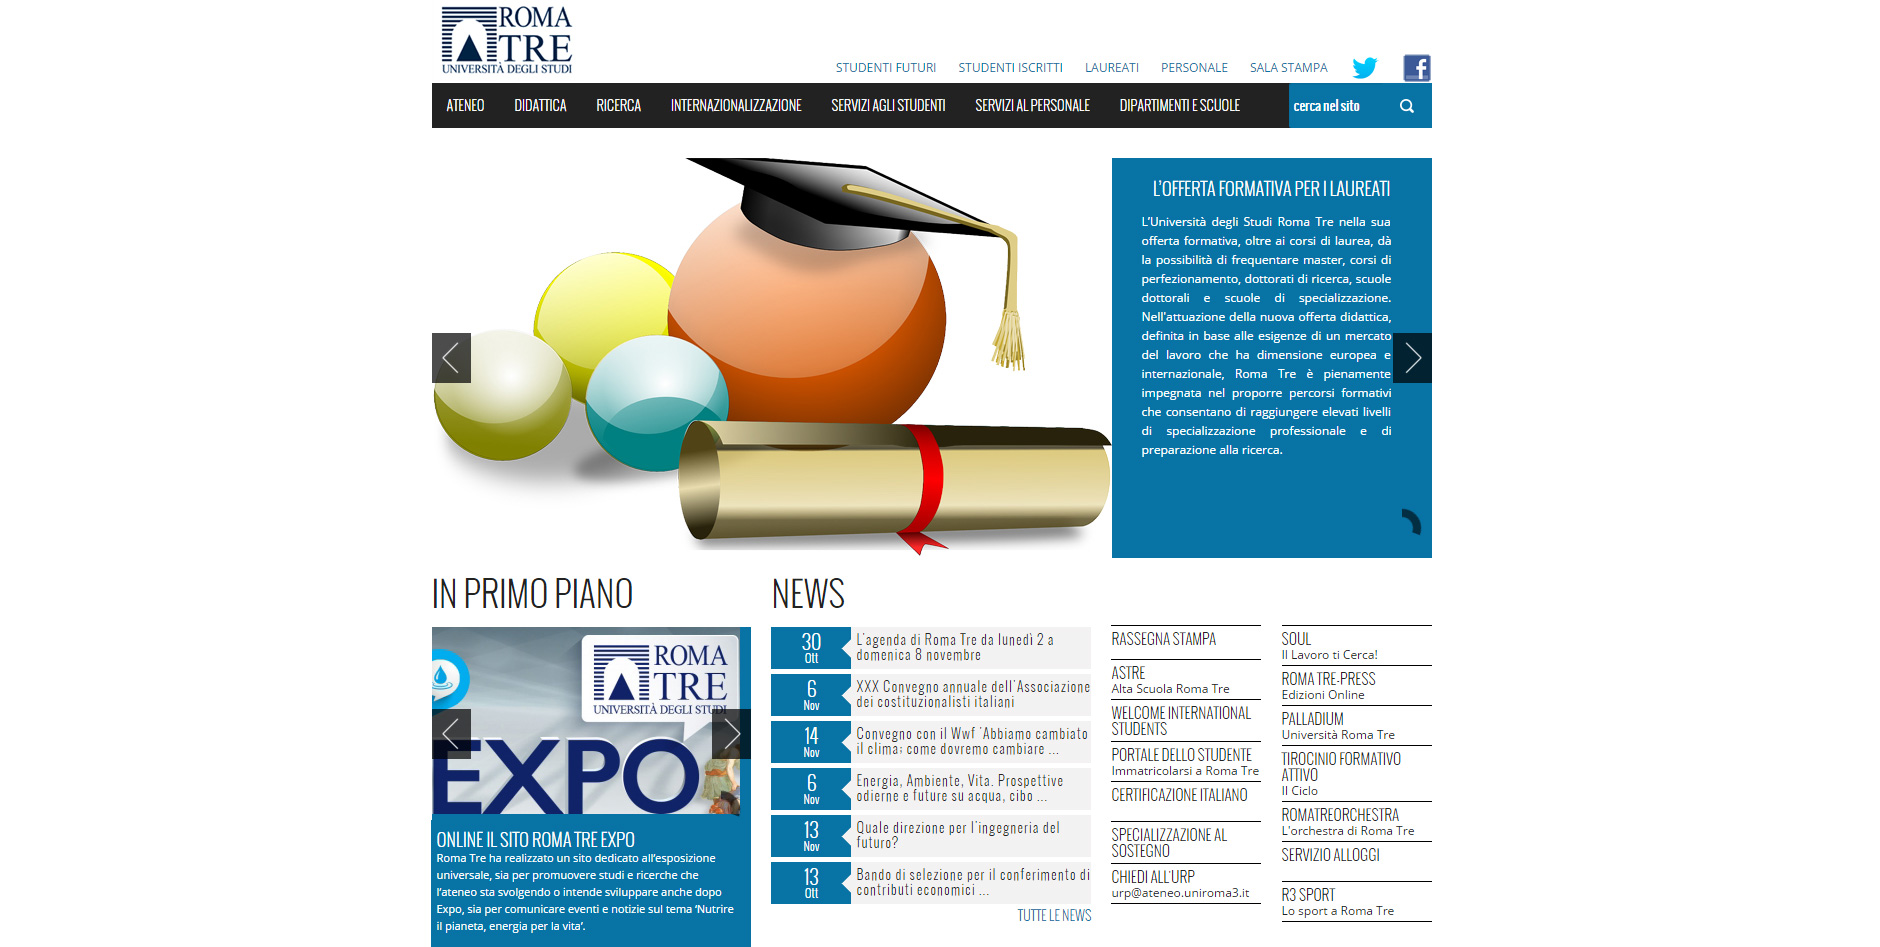 ROMA
TRE
UNIVERSITÀ DEGLI STUDI
STUDENTI FUTURI STUDENTI ISCRITTI LAUREATI PERSONALE SALA STAMPA
ATENEO DIDATTICA RICERCA INTERNAZIONALIZZAZIONE SERVIZI AGLI STUDENTI SERVIZI AL PERSONALE DIPARTIMENTI E SCUOLE cerca nel sito
L'OFFERTA FORMATIVA PER I LAUREATI
L'Università degli Studi Roma Tre nella sua
offerta formativa, oltre ai corsi di laurea, dà
la possibilità di frequentare master, corsi di
perfezionamento, dottorati di ricerca, scuole
dottorali e scuole di specializzazione.
Nell'attuazione della nuova offerta didattica,
definita in base alle esigenze di un mercato
del lavoro che ha dimensione europea e
internazionale, Roma Tre è pienamente
impegnata nel proporre percorsi formativi
che consentano di raggiungere elevati livelli
di specializzazione professionale e di
preparazione alla ricerca.
IN PRIMO PIANO
ROMA
TRE
UNIVERSITÀ DEGLI STUDI
EXPO
ONLINE IL SITO ROMA TRE EXPO
Roma Tre ha realizzato un sito dedicato all'esposizione
universale, sia per promuovere studi e ricerche che
l'ateneo sta svolgendo o intende sviluppare anche dopo
Expo, sia per comunicare eventi e notizie sul tema 'Nutrire
il pianeta, energia per la vita'.
NEWS
30
Ott
L'agenda di Roma Tre da lunedì 2 a
domenica 8 novembre
6
Nov
XXX Convegno annuale dell'Associazione
dei costituzionalisti italiani
14
Nov
Convegno con il Wwf 'Abbiamo cambiato
il clima: come dovremo cambiare ...
6
Nov
Energia, Ambiente, Vita. Prospettive
odierne e future su acqua, cibo ...
13
Nov
Quale direzione per l'ingegneria del
futuro?
13
Ott
Bando di selezione per il conferimento di
contributi economici ...
TUTTE LE NEWS
RASSEGNA STAMPA
ASTRE
Alta Scuola Roma Tre
WELCOME INTERNATIONAL
STUDENTS
PORTALE DELLO STUDENTE
Immatricolarsi a Roma Tre
CERTIFICAZIONE ITALIANO
SPECIALIZZAZIONE AL
SOSTEGNO
CHIEDI ALL'URP
urp@ateneo.uniroma3.it
SOUL
Il Lavoro ti Cerca!
ROMA TRE-PRESS
Edizioni Online
PALLADIUM
Università Roma Tre
TIROCINIO FORMATIVO
ATTIVO
II Ciclo
ROMATREORCHESTRA
L'orchestra di Roma Tre
SERVIZIO ALLOGGI
R3 SPORT
Lo sport a Roma Tre